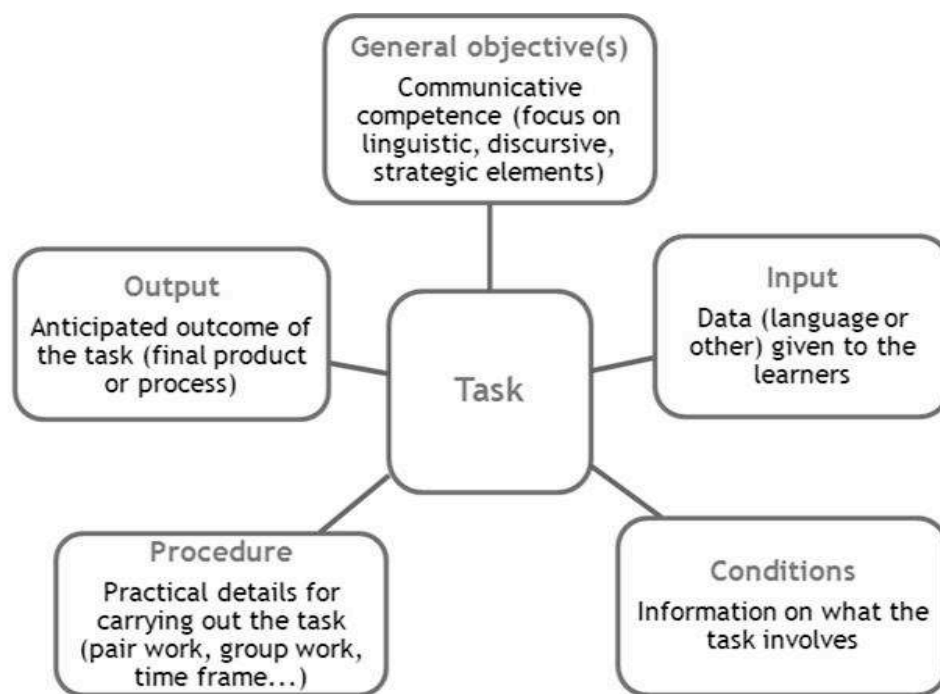 General objective(s)
Communicative
competence (focus on
linguistic, discursive,
strategic elements)
Output
Anticipated outcome of
the task (final product
or process)
Input
Data (language or
other) given to the
learners
Task
Procedure
Practical details for
carrying out the task
(pair work, group work,
time frame...)
Conditions
Information on what the
task involves